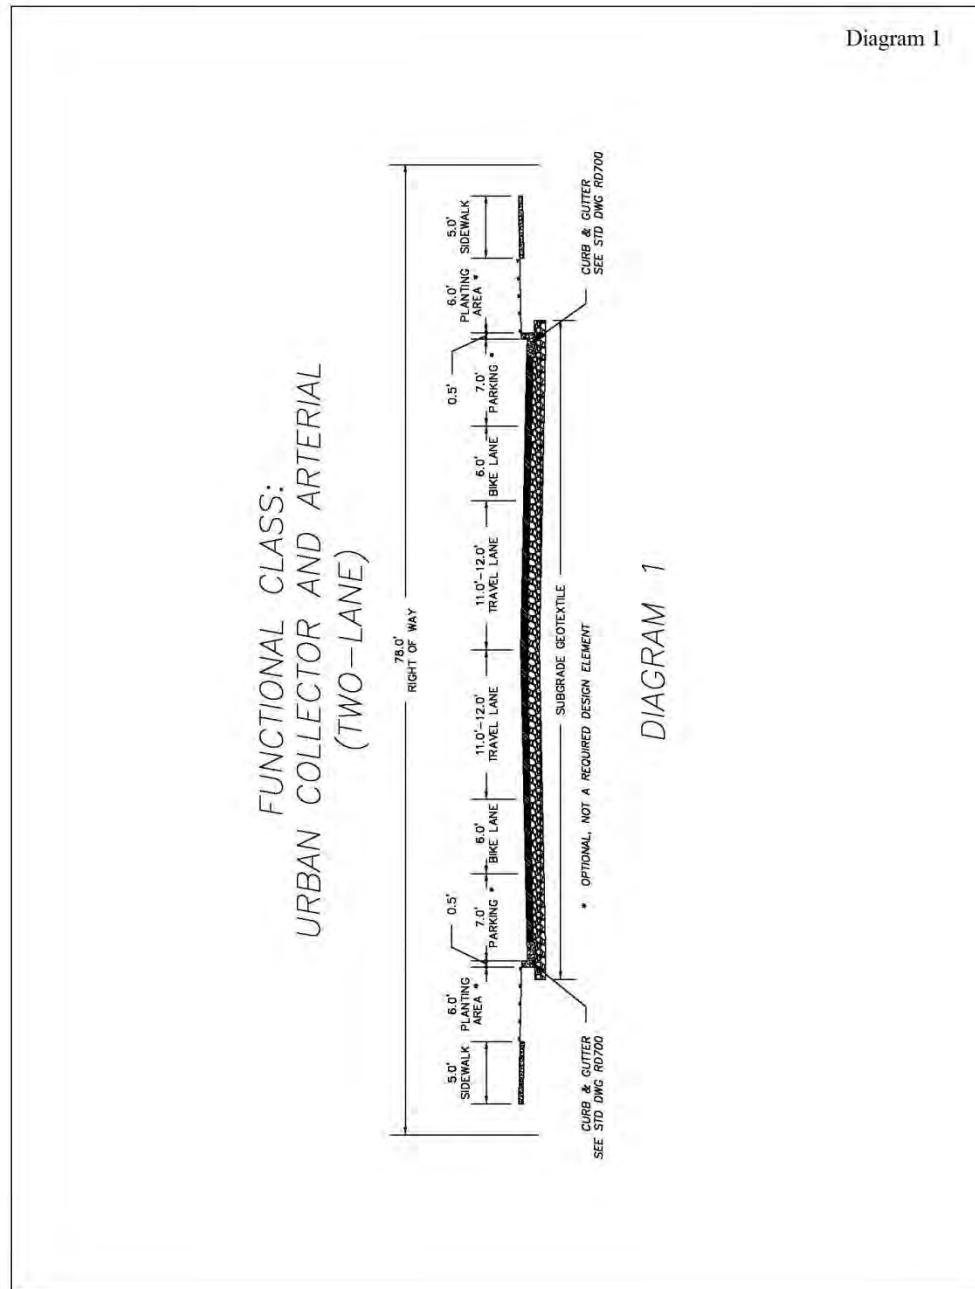 Diagram 1
FUNCTIONAL CLASS:
URBAN COLLECTOR AND ARTERIAL
(TWO-LANE)
78.0'
RIGHT OF WAY
5.0'
SIDEWALK
6.0'
PLANTING
AREA *
0.5'
7.0'
PARKING *
6.0'
BIKE LANE
11.0'-12.0'
TRAVEL LANE
11.0'-12.0'
TRAVEL LANE
6.0'
BIKE LANE
7.0'
PARKING *
0.5'
6.0'
PLANTING
AREA *
5.0'
SIDEWALK
SUBGRADE GEOTEXTILE
CURB & GUTTER
SEE STD DWG RD700
* OPTIONAL, NOT A REQUIRED DESIGN ELEMENT
CURB & GUTTER
SEE STD DWG RD700
DIAGRAM 1